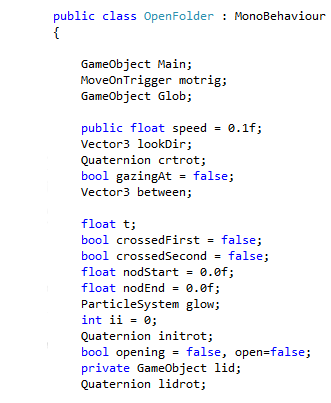 public class OpenFolder : MonoBehaviour
{
GameObject Main;
MoveOnTrigger motrig;
GameObject Glob;
public float speed = 0.1f;
Vector3 lookDir;
Quaternion crtrot;
bool gazingAt = false;
Vector3 between;
float t;
bool crossedFirst = false;
bool crossedSecond = false;
float nodStart = 0.0f;
float nodEnd = 0.0f;
ParticleSystem glow;
int ii = 0;
Quaternion initrot;
bool opening = false, open=false;
private GameObject lid;
Quaternion lidrot;